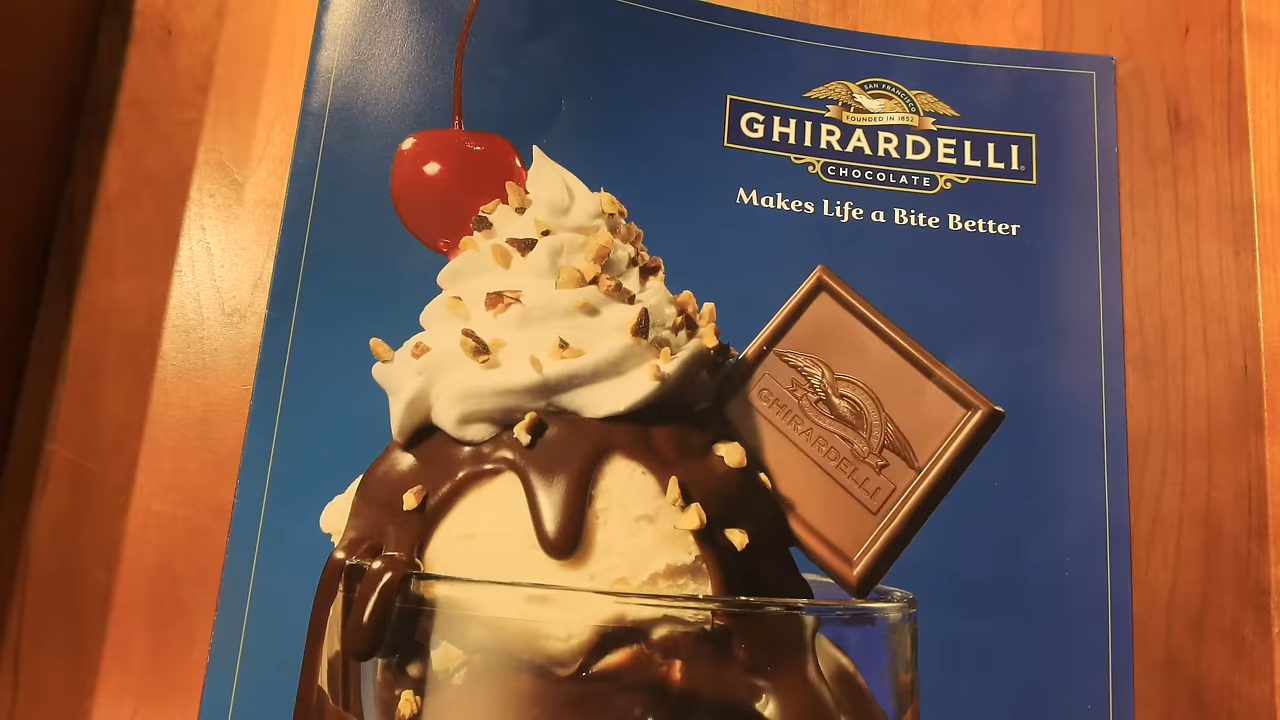 SAN FRANCISCO
FOUNDED IN 1852
GHIRARDELLI®
CHOCOLATE
Makes Life a Bite Better
GHIRARDELLI